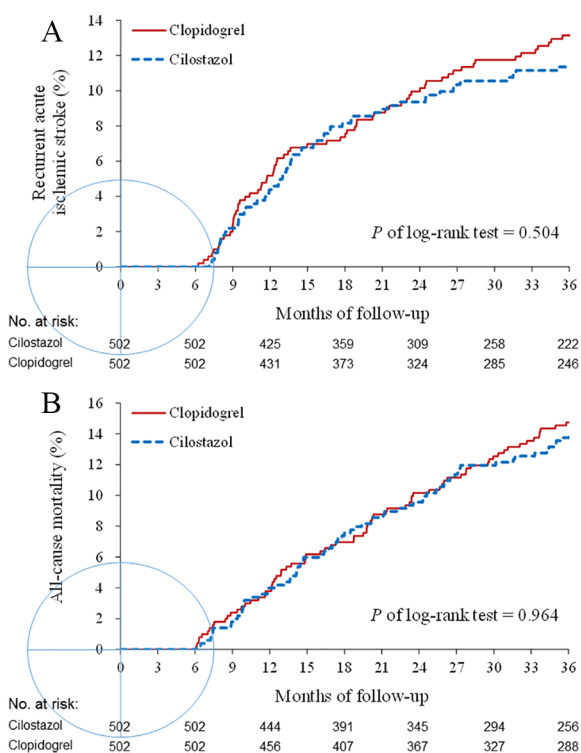 A
14
12
10
8
6
4
2
0
Recurrent acute
ischemic stroke (%)
Clopidogrel
Cilostazol
P of log-rank test = 0.504
0 3 6 9 12 15 18 21 24 27 30 33 36
Months of follow-up
No. at risk:
Cilostazol 502 502 425 359 309 258 222
Clopidogrel 502 502 431 373 324 285 246
B
16
14
12
10
8
6
4
2
0
All-cause mortality (%)
Clopidogrel
Cilostazol
P of log-rank test = 0.964
0 3 6 9 12 15 18 21 24 27 30 33 36
Months of follow-up
No. at risk:
Cilostazol 502 502 444 391 345 294 256
Clopidogrel 502 502 456 407 367 327 288